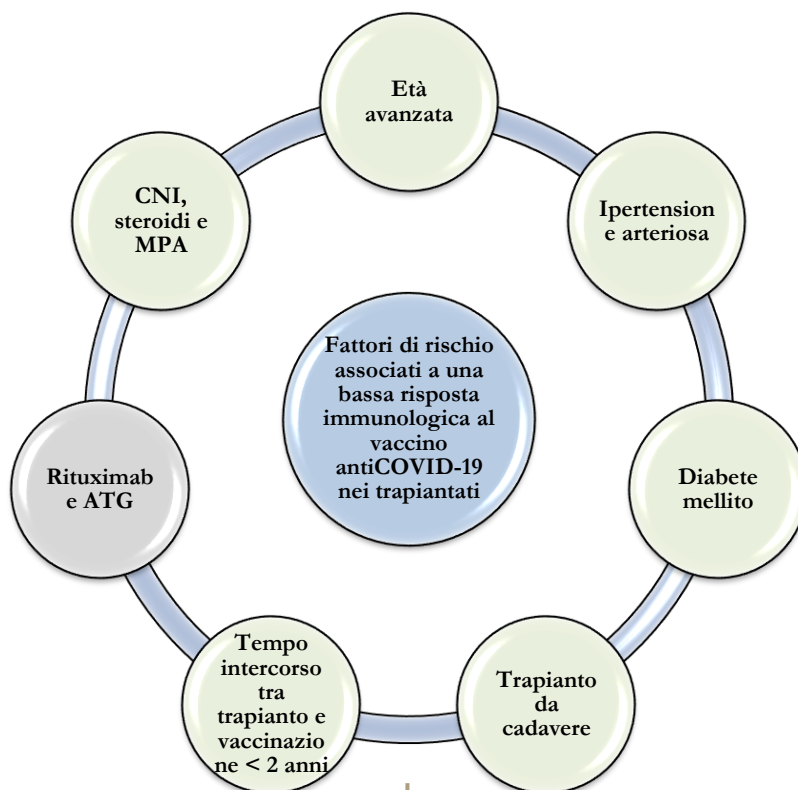 Età
avanzata
Ipertension
e arteriosa
Diabete
mellito
Trapianto
da
cadavere
Tempo
intercorso
tra
trapianto e
vaccinazio
ne < 2 anni
Rituximab
e ATG
CNI,
steroidi e
MPA
Fattori di rischio
associati a una
bassa risposta
immunologica al
vaccino
antiCOVID-19
nei trapiantati